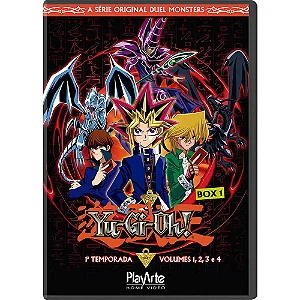 A SÉRIE ORIGINAL DUEL MONSTERS
BOX 1
Yu-Gi-Oh!
1ª TEMPORADA VOLUMES 1, 2, 3 e 4
PlayArte
HOME VIDEO